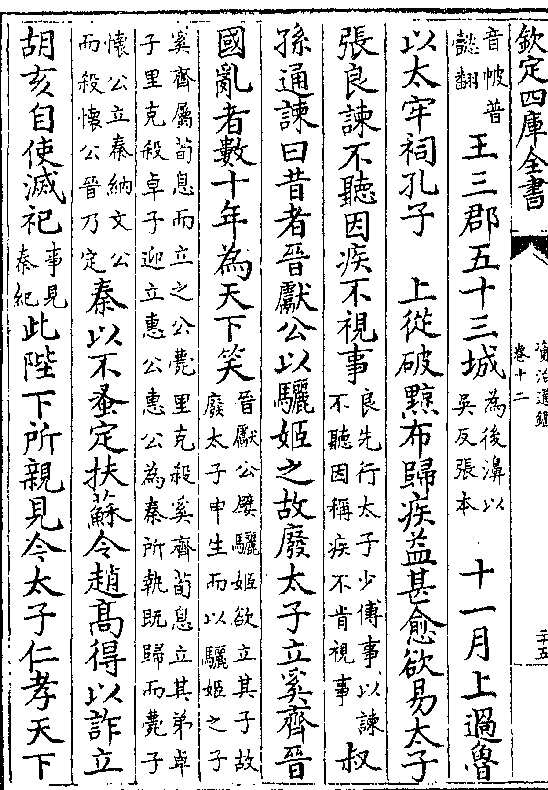 欽定四庫全書
資治通鑑
卷十二
音帔普
懿翻
王三郡五十三城
為後濞以
吳反張本
十一月上過魯
以太牢祠孔子　上從破黥布歸疾益甚愈欲易太子
張良諫不聽因疾不視事
良先行太子少傅事以諫
不聽因稱疾不肯視事
叔
孫通諫曰昔者晉獻公以驪姬之故廢太子立奚齊晉
國亂者數十年為天下笑
晉獻公嬖驪姬欲立其子故
廢太子申生而以驪姬之子
奚齊屬荀息而立之公薨里克殺奚齊荀息立其弟卓
子里克殺卓子迎立惠公惠公為秦所執既歸而薨子
懷公立秦納文公
而殺懷公晉乃定
秦以不蚤定扶蘇令趙高得以詐立
胡亥自使滅祀
事見
秦紀
此陛下所親見今太子仁孝天下